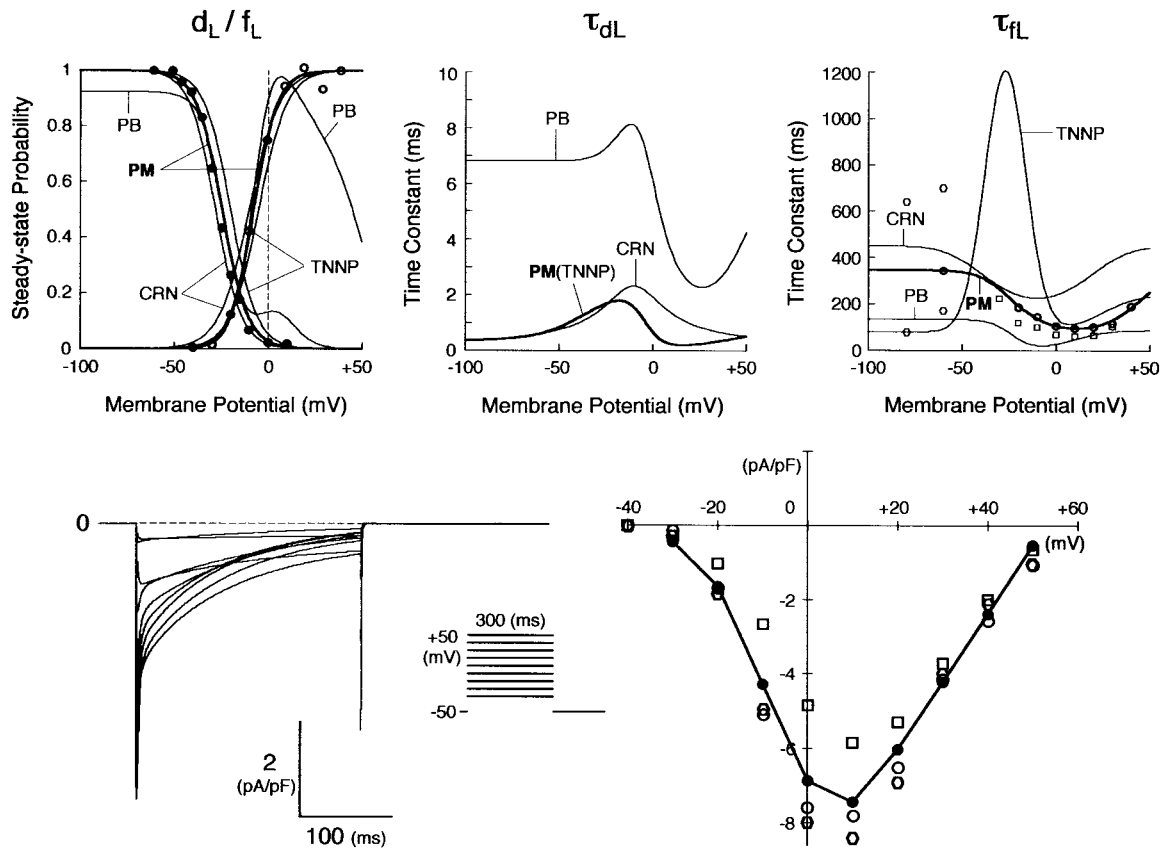 d_L / f_L
Steady-state Probability
1
0.8
0.6
0.4
0.2
0
PB
PM
CRN
TNNP
PB
-100
-50
0
+50
Membrane Potential (mV)
τ_dL
Time Constant (ms)
10
8
6
4
2
0
PB
PM(TNNP)
CRN
-100
-50
0
+50
Membrane Potential (mV)
τ_fL
Time Constant (ms)
1200
1000
800
600
400
200
0
TNNP
CRN
PB
PM
-100
-50
0
+50
Membrane Potential (mV)
0
2
(pA/pF)
100 (ms)
300 (ms)
+50
(mV)
-50
(pA/pF)
-40
-20
0
+20
+40
+60
(mV)
-2
-4
-6
-8